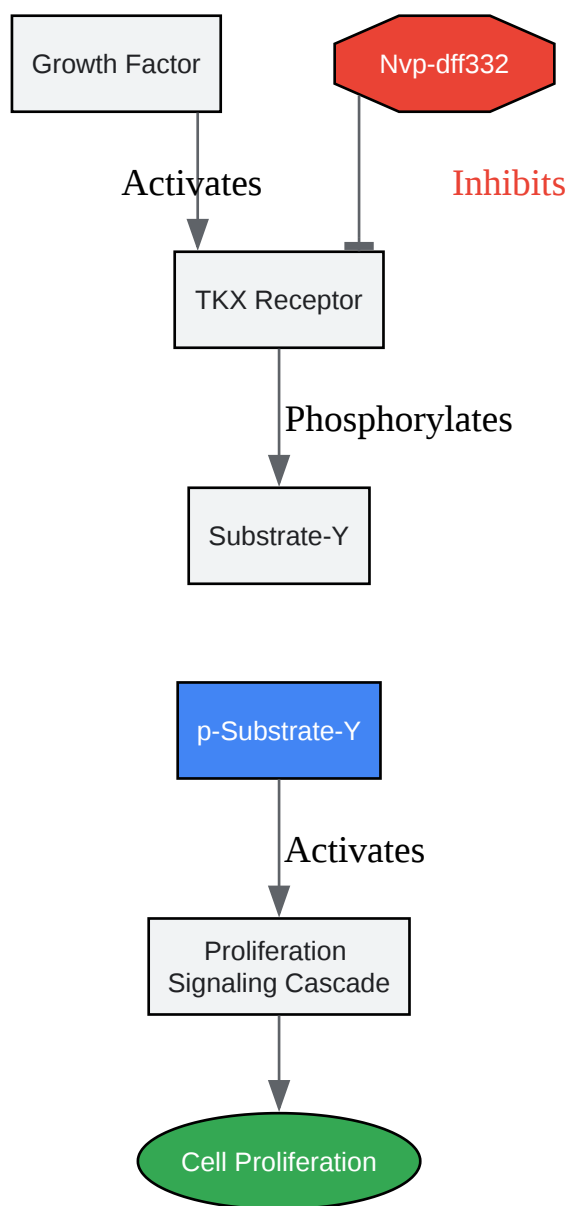 Growth Factor
Nvp-dff332
Activates
Inhibits
TKX Receptor
Phosphorylates
Substrate-Y
p-Substrate-Y
Activates
Proliferation
Signaling Cascade
Cell Proliferation